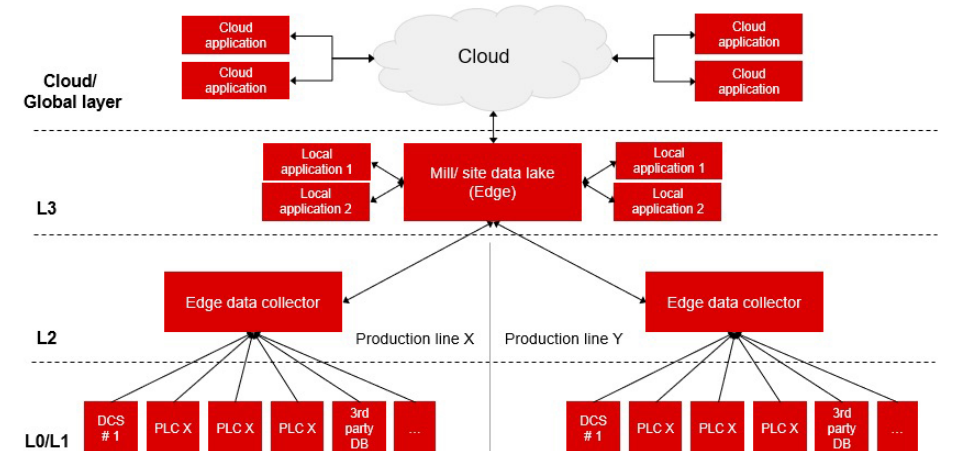 Cloud
application
Cloud
application
Cloud
Cloud
application
Cloud
application
Cloud/
Global layer
Local
application 1
Local
application 2
Mill/ site data lake
(Edge)
Local
application 1
Local
application 2
L3
Edge data collector
Edge data collector
L2
Production line X
Production line Y
L0/L1
DCS
# 1
PLC X
PLC X
PLC X
3rd
party
DB
...
DCS
# 1
PLC X
PLC X
PLC X
3rd
party
DB
...